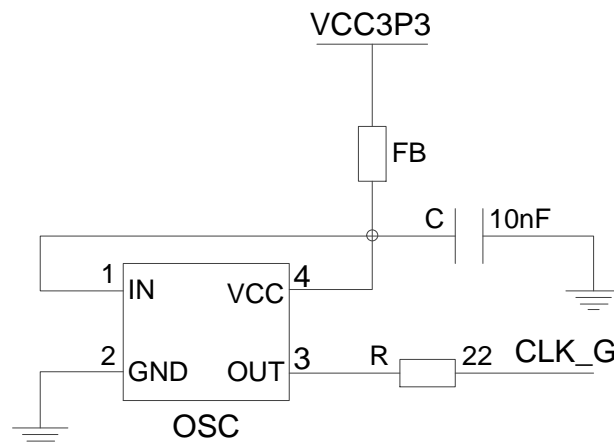 VCC3P3
FB
C 10nF
1 IN VCC 4
2 GND OUT 3 R 22 CLK_G
OSC